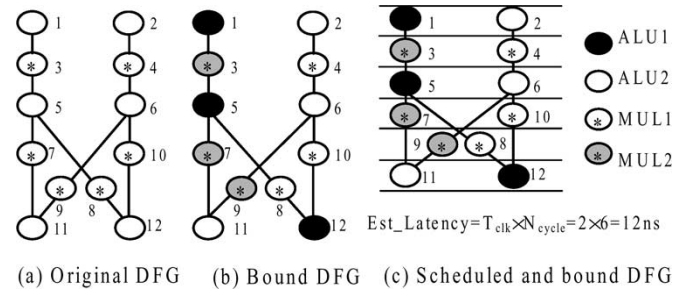 1 2 1 2 1 2 ALU1
* 3 * 4 * 3 * 4 * 3 * 4 ALU2
5 6 5 6 5 6
* 7 * 10 * 7 * 10 * 7 * 10 * MUL1
* * * * 9 * * 8 * MUL2
9 8 9 8
11 12 11 12 11 12
Est_Latency=T_clk×N_cycle=2×6=12ns
(a) Original DFG (b) Bound DFG (c) Scheduled and bound DFG